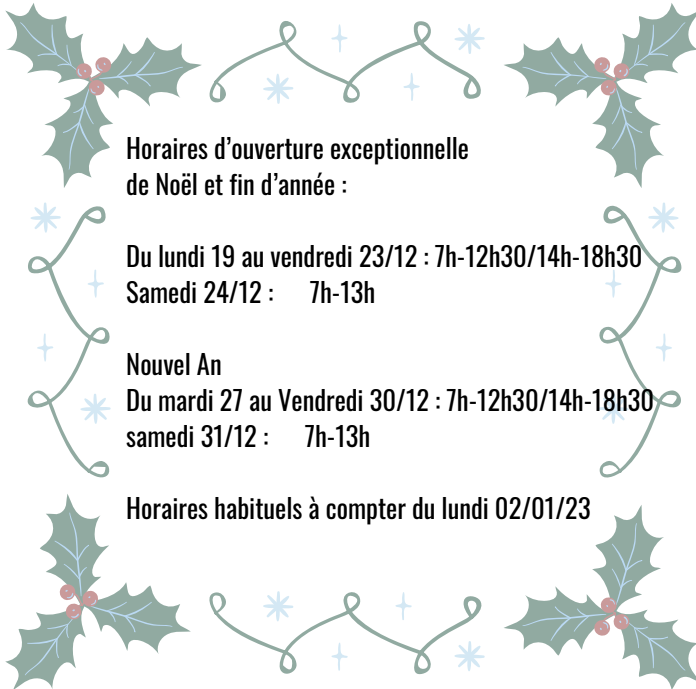 Horaires d’ouverture exceptionnelle
de Noël et fin d’année :
Du lundi 19 au vendredi 23/12 : 7h-12h30/14h-18h30
Samedi 24/12 : 7h-13h
Nouvel An
Du mardi 27 au Vendredi 30/12 : 7h-12h30/14h-18h30
samedi 31/12 : 7h-13h
Horaires habituels à compter du lundi 02/01/23